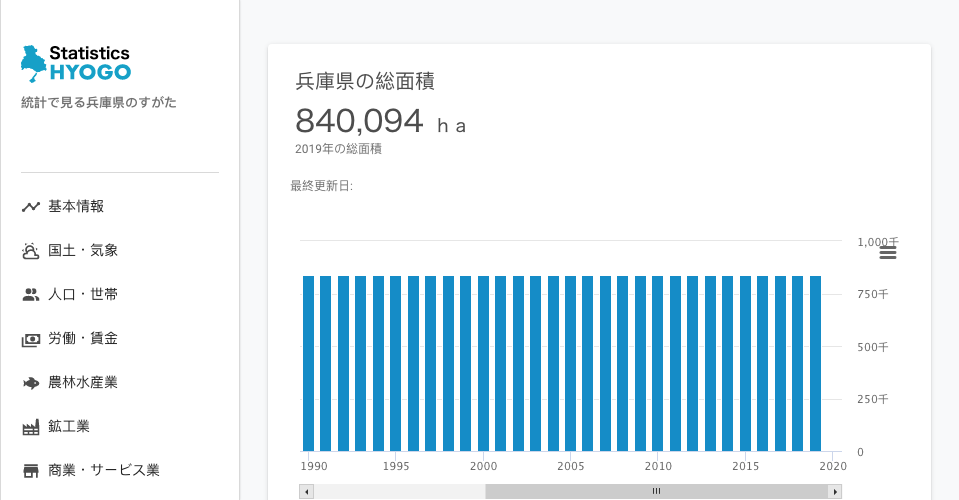 Statistics
HYOGO
統計で見る兵庫県のすがた
基本情報
国土・気象
人口・世帯
労働・賃金
農林水産業
鉱工業
商業・サービス業
兵庫県の総面積
840,094 ｈａ
2019年の総面積
最終更新日:
1,000千
750千
500千
250千
0
1990 1995 2000 2005 2010 2015 2020